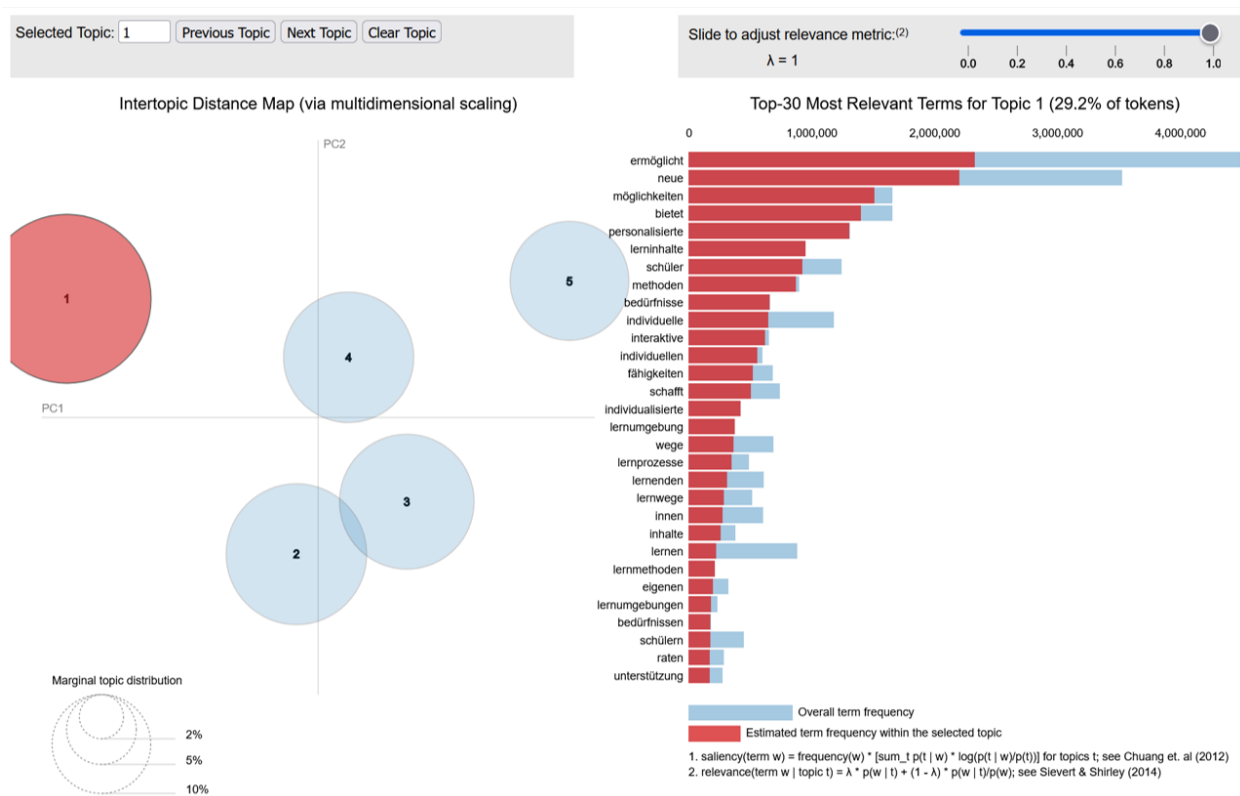 Selected Topic: 1 Previous Topic Next Topic Clear Topic
Slide to adjust relevance metric:(2)
λ = 1
0.0 0.2 0.4 0.6 0.8 1.0
Intertopic Distance Map (via multidimensional scaling)
PC2
PC1
1
2
3
4
5
Marginal topic distribution
2%
5%
10%
Top-30 Most Relevant Terms for Topic 1 (29.2% of tokens)
0 1,000,000 2,000,000 3,000,000 4,000,000
ermöglicht
neue
möglichkeiten
bietet
personalisierte
lerninhalte
schüler
methoden
bedürfnisse
individuelle
interaktive
individuellen
fähigkeiten
schafft
individualisierte
lernumgebung
wege
lernprozesse
lernenden
lernwege
innen
inhalte
lernen
lernmethoden
eigenen
lernumgebungen
bedürfnissen
schülern
raten
unterstützung
Overall term frequency
Estimated term frequency within the selected topic
1. saliency(term w) = frequency(w) * [sum_t p(t | w) * log(p(t | w)/p(t))] for topics t; see Chuang et. al (2012)
2. relevance(term w | topic t) = λ * p(w | t) + (1 - λ) * p(w | t)/p(w); see Sievert & Shirley (2014)